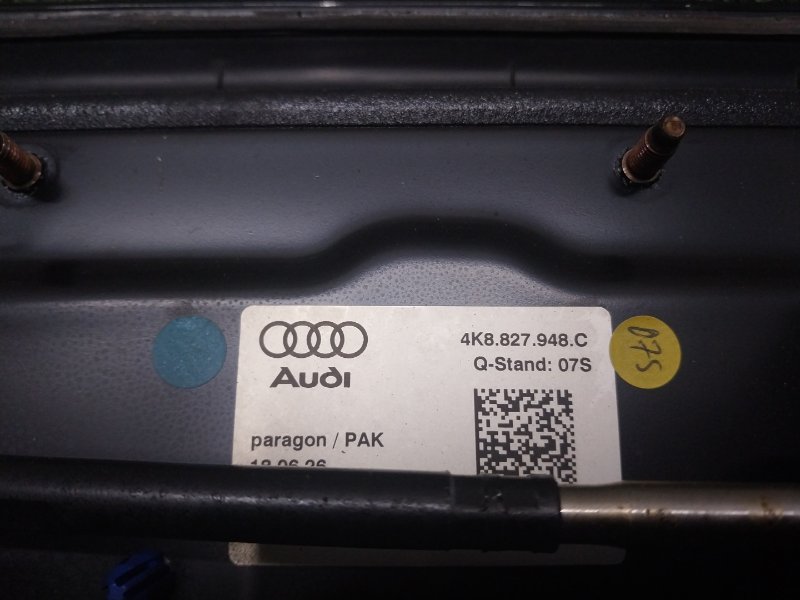 Audi
4K8.827.948.C
Q-Stand: 07S
07S
paragon / PAK